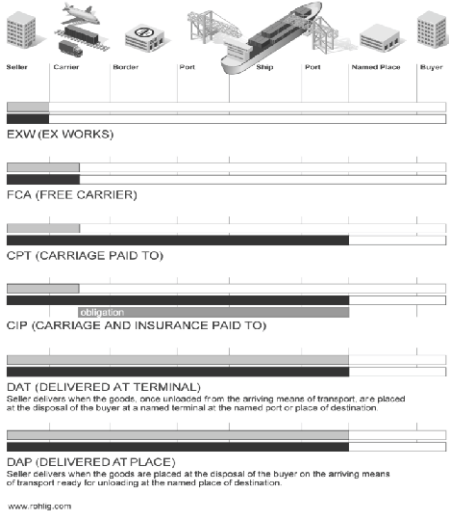 Seller Carrier Border Port Ship Port Named Place Buyer
EXW (EX WORKS)
FCA (FREE CARRIER)
CPT (CARRIAGE PAID TO)
obligation
CIP (CARRIAGE AND INSURANCE PAID TO)
DAT (DELIVERED AT TERMINAL)
Seller delivers when the goods, once unloaded from the arriving means of transport, are placed
at the disposal of the buyer at a named terminal at the named port or place of destination.
DAP (DELIVERED AT PLACE)
Seller delivers when the goods are placed at the disposal of the buyer on the arriving means
of transport ready for unloading at the named place of destination.
www.rohlig.com